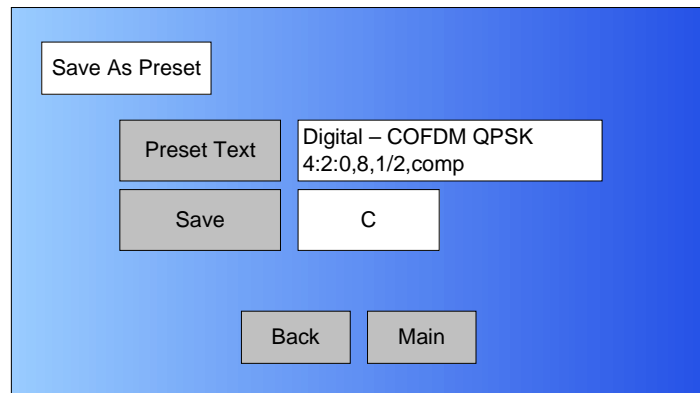 Save As Preset
Preset Text
Digital – COFDM QPSK
4:2:0,8,1/2,comp
Save
C
Back
Main